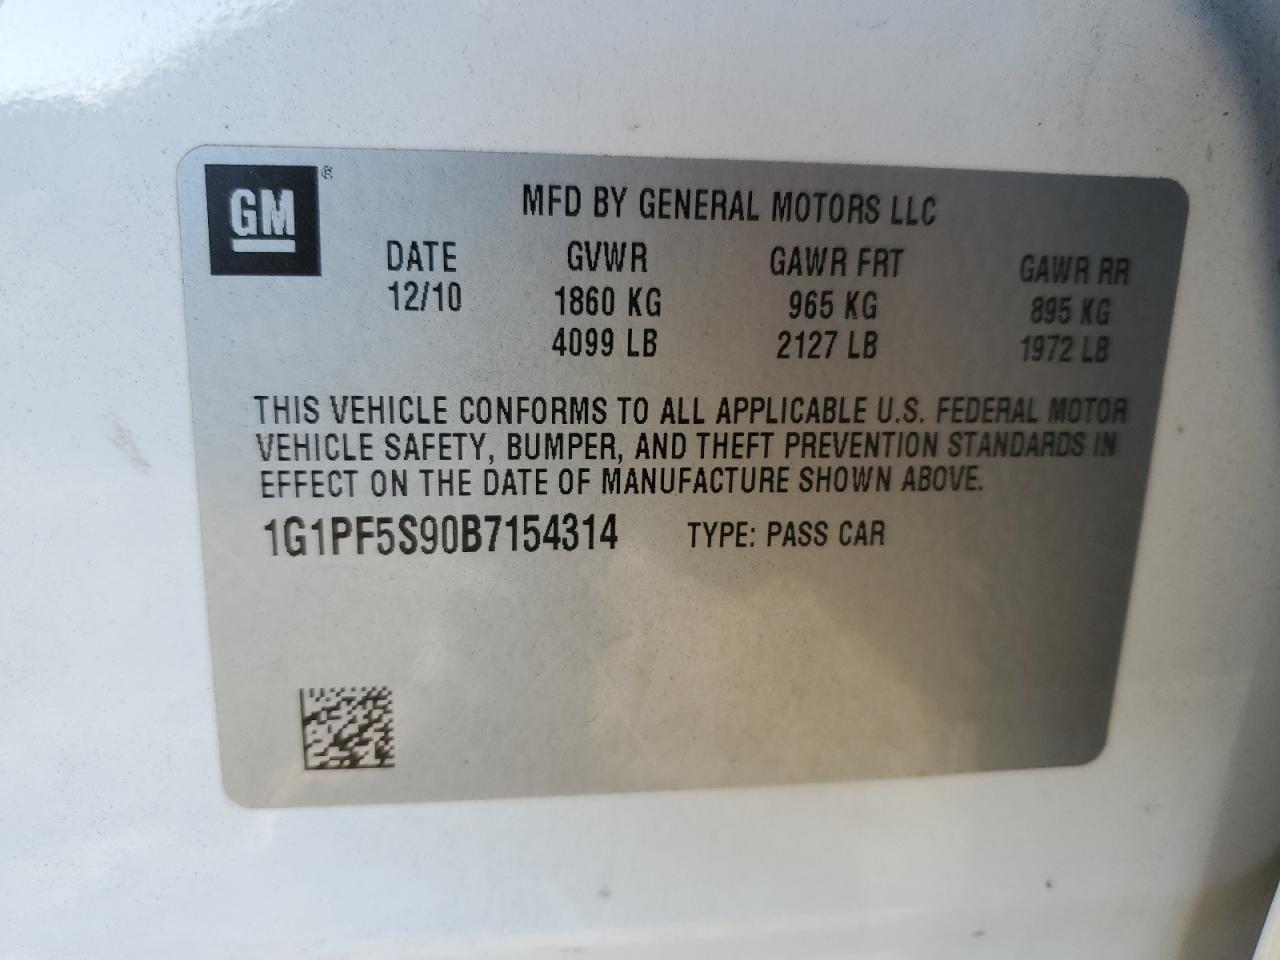 GM ®
MFD BY GENERAL MOTORS LLC
DATE GVWR GAWR FRT GAWR RR
12/10 1860 KG 965 KG 895 KG
4099 LB 2127 LB 1972 LB
THIS VEHICLE CONFORMS TO ALL APPLICABLE U.S. FEDERAL MOTOR
VEHICLE SAFETY, BUMPER, AND THEFT PREVENTION STANDARDS IN
EFFECT ON THE DATE OF MANUFACTURE SHOWN ABOVE.
1G1PF5S90B7154314 TYPE: PASS CAR